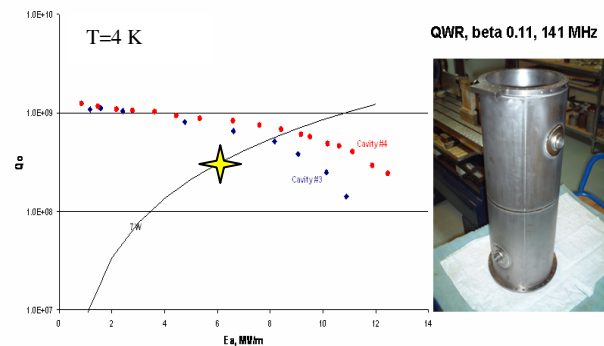 1.0E+10
T=4 K
QWR, beta 0.11, 141 MHz
1.0E+09
Cavity #4
Cavity #3
Qo
1.0E+08
7 W
1.0E+07
0 2 4 6 8 10 12 14
Ea, MV/m